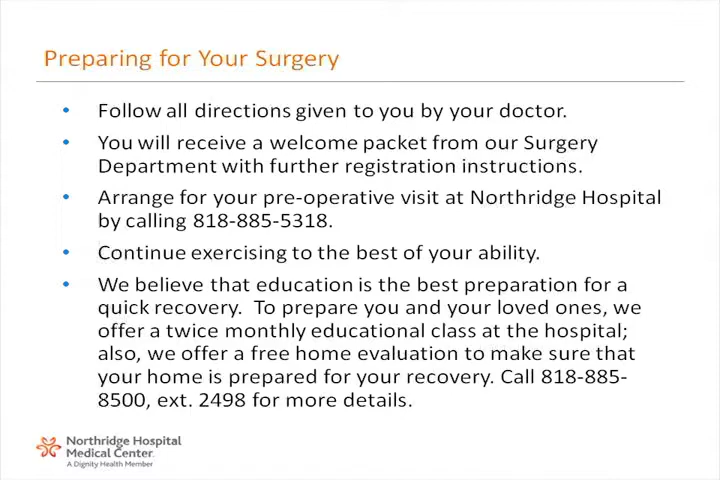 Preparing for Your Surgery
• Follow all directions given to you by your doctor.
• You will receive a welcome packet from our Surgery
Department with further registration instructions.
• Arrange for your pre-operative visit at Northridge Hospital
by calling 818-885-5318.
• Continue exercising to the best of your ability.
• We believe that education is the best preparation for a
quick recovery.  To prepare you and your loved ones, we
offer a twice monthly educational class at the hospital;
also, we offer a free home evaluation to make sure that
your home is prepared for your recovery. Call 818-885-
8500, ext. 2498 for more details.
Northridge Hospital
Medical Center.
A Dignity Health Member